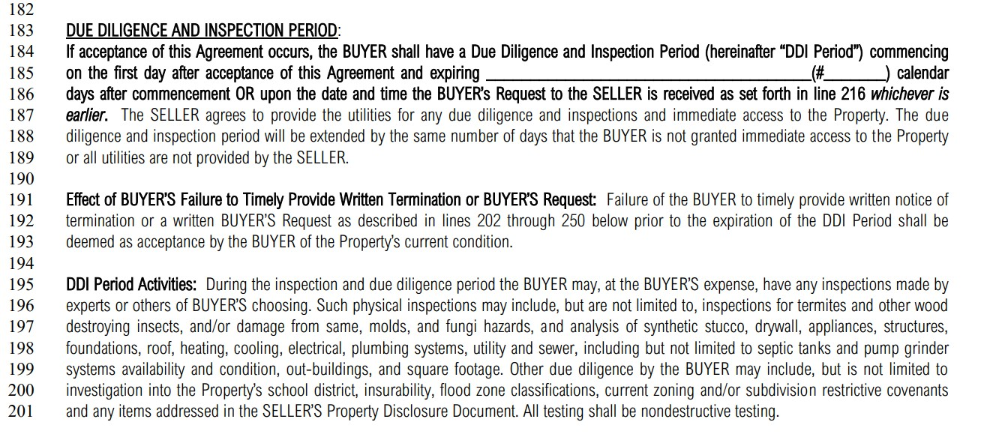 182
183 DUE DILIGENCE AND INSPECTION PERIOD:
184 If acceptance of this Agreement occurs, the BUYER shall have a Due Diligence and Inspection Period (hereinafter “DDI Period”) commencing
185 on the first day after acceptance of this Agreement and expiring ________________________________________(#________) calendar
186 days after commencement OR upon the date and time the BUYER’s Request to the SELLER is received as set forth in line 216 whichever is
187 earlier. The SELLER agrees to provide the utilities for any due diligence and inspections and immediate access to the Property. The due
188 diligence and inspection period will be extended by the same number of days that the BUYER is not granted immediate access to the Property
189 or all utilities are not provided by the SELLER.
190
191 Effect of BUYER’S Failure to Timely Provide Written Termination or BUYER’S Request: Failure of the BUYER to timely provide written notice of
192 termination or a written BUYER’S Request as described in lines 202 through 250 below prior to the expiration of the DDI Period shall be
193 deemed as acceptance by the BUYER of the Property’s current condition.
194
195 DDI Period Activities: During the inspection and due diligence period the BUYER may, at the BUYER’S expense, have any inspections made by
196 experts or others of BUYER’S choosing. Such physical inspections may include, but are not limited to, inspections for termites and other wood
197 destroying insects, and/or damage from same, molds, and fungi hazards, and analysis of synthetic stucco, drywall, appliances, structures,
198 foundations, roof, heating, cooling, electrical, plumbing systems, utility and sewer, including but not limited to septic tanks and pump grinder
199 systems availability and condition, out-buildings, and square footage. Other due diligence by the BUYER may include, but is not limited to
200 investigation into the Property’s school district, insurability, flood zone classifications, current zoning and/or subdivision restrictive covenants
201 and any items addressed in the SELLER’S Property Disclosure Document. All testing shall be nondestructive testing.